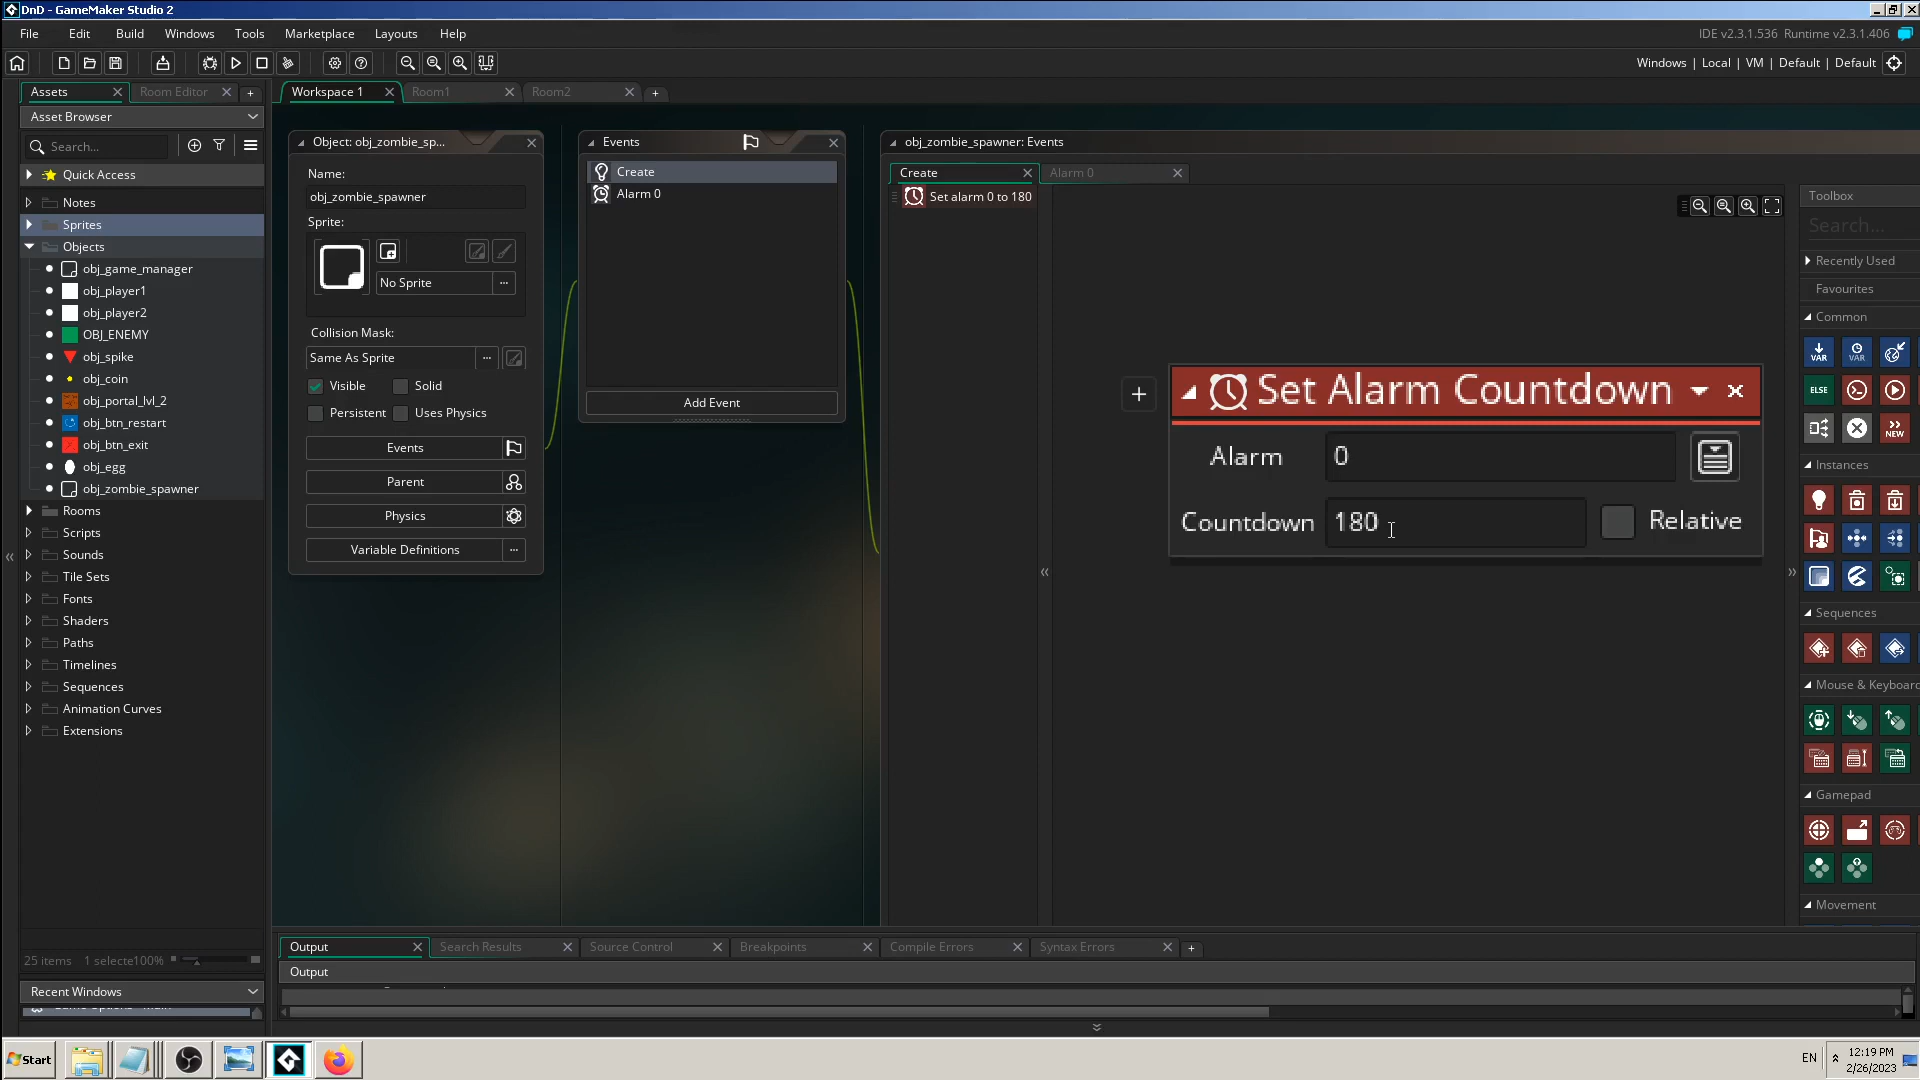 DnD - GameMaker Studio 2
File Edit Build Windows Tools Marketplace Layouts Help
IDE v2.3.1.536 Runtime v2.3.1.406
Windows | Local | VM | Default | Default
Assets
Room Editor
Workspace 1
Room1
Room2
Asset Browser
Search...
Quick Access
Notes
Sprites
Objects
obj_game_manager
obj_player1
obj_player2
OBJ_ENEMY
obj_spike
obj_coin
obj_portal_lvl_2
obj_btn_restart
obj_btn_exit
obj_egg
obj_zombie_spawner
Rooms
Scripts
Sounds
Tile Sets
Fonts
Shaders
Paths
Timelines
Sequences
Animation Curves
Extensions
25 items 1 selecte100%
Recent Windows
Object: obj_zombie_sp...
Name:
obj_zombie_spawner
Sprite:
No Sprite
...
Collision Mask:
Same As Sprite
...
Visible
Solid
Persistent
Uses Physics
Events
Parent
Physics
Variable Definitions
...
Events
Create
Alarm 0
Add Event
obj_zombie_spawner: Events
Create
Alarm 0
Set alarm 0 to 180
Set Alarm Countdown
Alarm 0
Countdown 180
Relative
Toolbox
Search...
Recently Used
Favourites
Common
VAR
VAR
ELSE
NEW
Instances
Sequences
Mouse & Keyboard
Gamepad
Movement
Output
Search Results
Source Control
Breakpoints
Compile Errors
Syntax Errors
Output
Start
EN
12:19 PM
2/26/2023